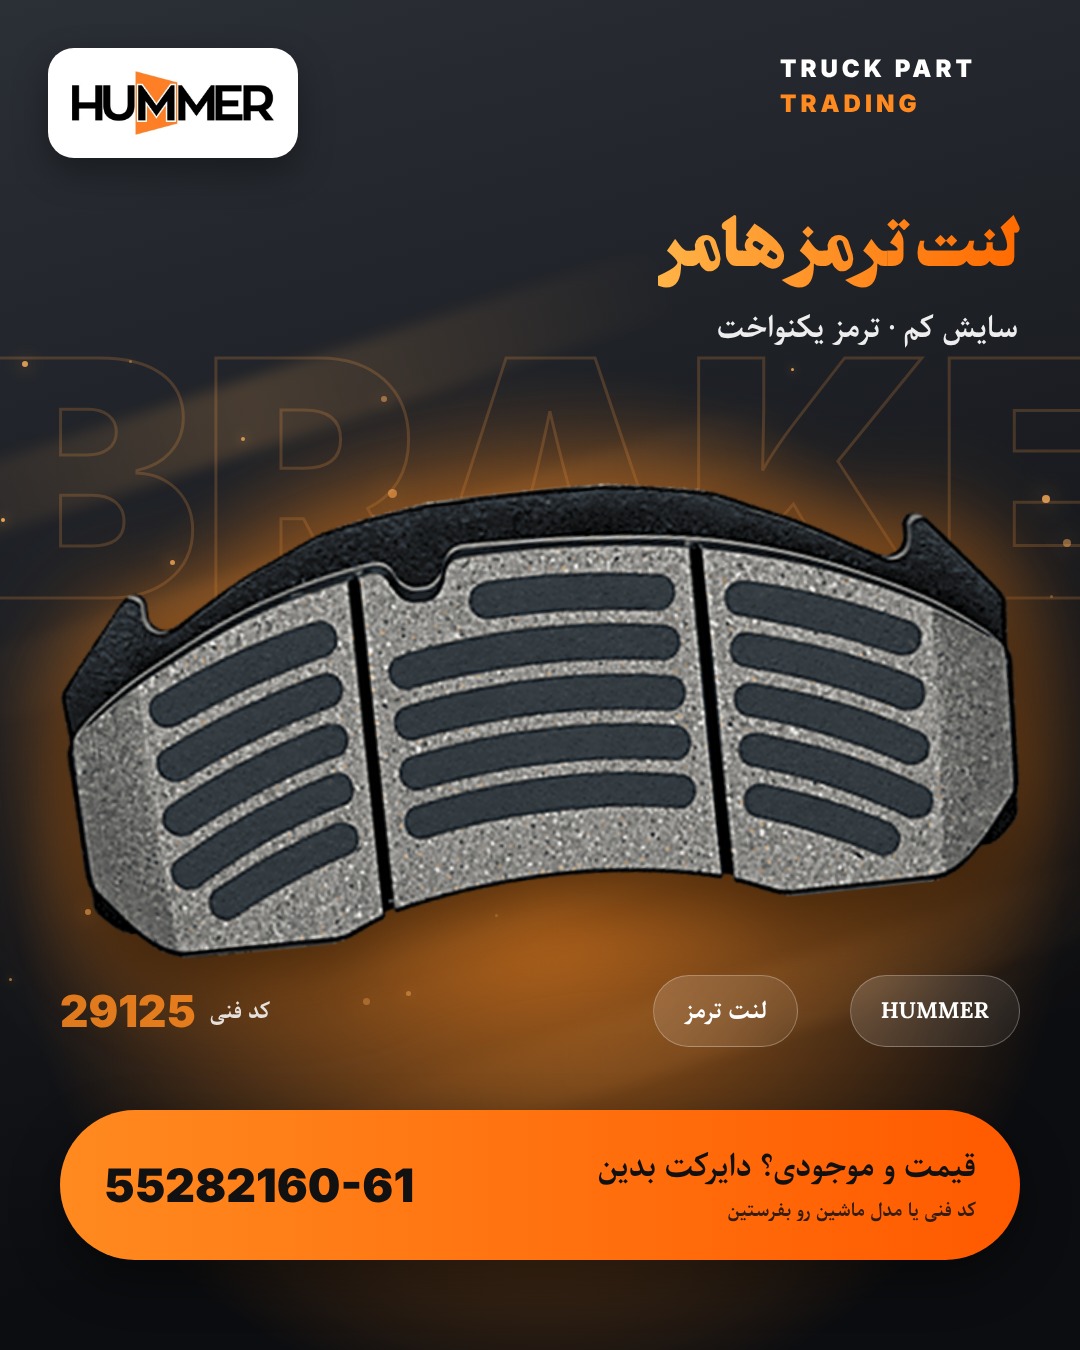 HUMMER
TRUCK PART
TRADING
لنت ترمز هامر
سایش کم · ترمز یکنواخت
BRAKE
HUMMER
لنت ترمز
کد فنی 29125
قیمت و موجودی؟ دایرکت بدین
کد فنی یا مدل ماشین رو بفرستین
55282160-61